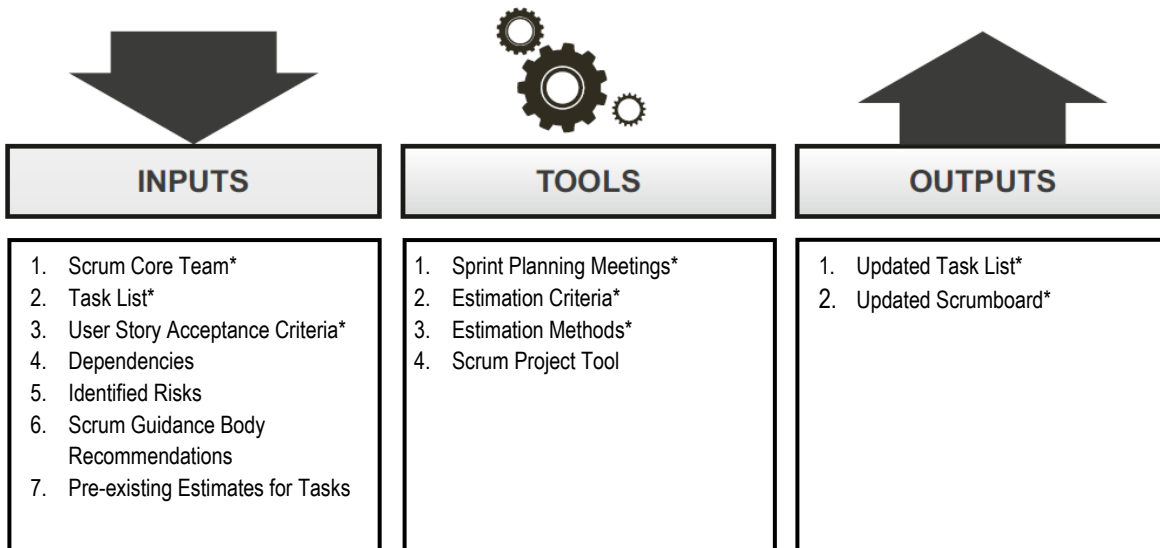 INPUTS
1. Scrum Core Team*
2. Task List*
3. User Story Acceptance Criteria*
4. Dependencies
5. Identified Risks
6. Scrum Guidance Body
Recommendations
7. Pre-existing Estimates for Tasks
TOOLS
1. Sprint Planning Meetings*
2. Estimation Criteria*
3. Estimation Methods*
4. Scrum Project Tool
OUTPUTS
1. Updated Task List*
2. Updated Scrumboard*